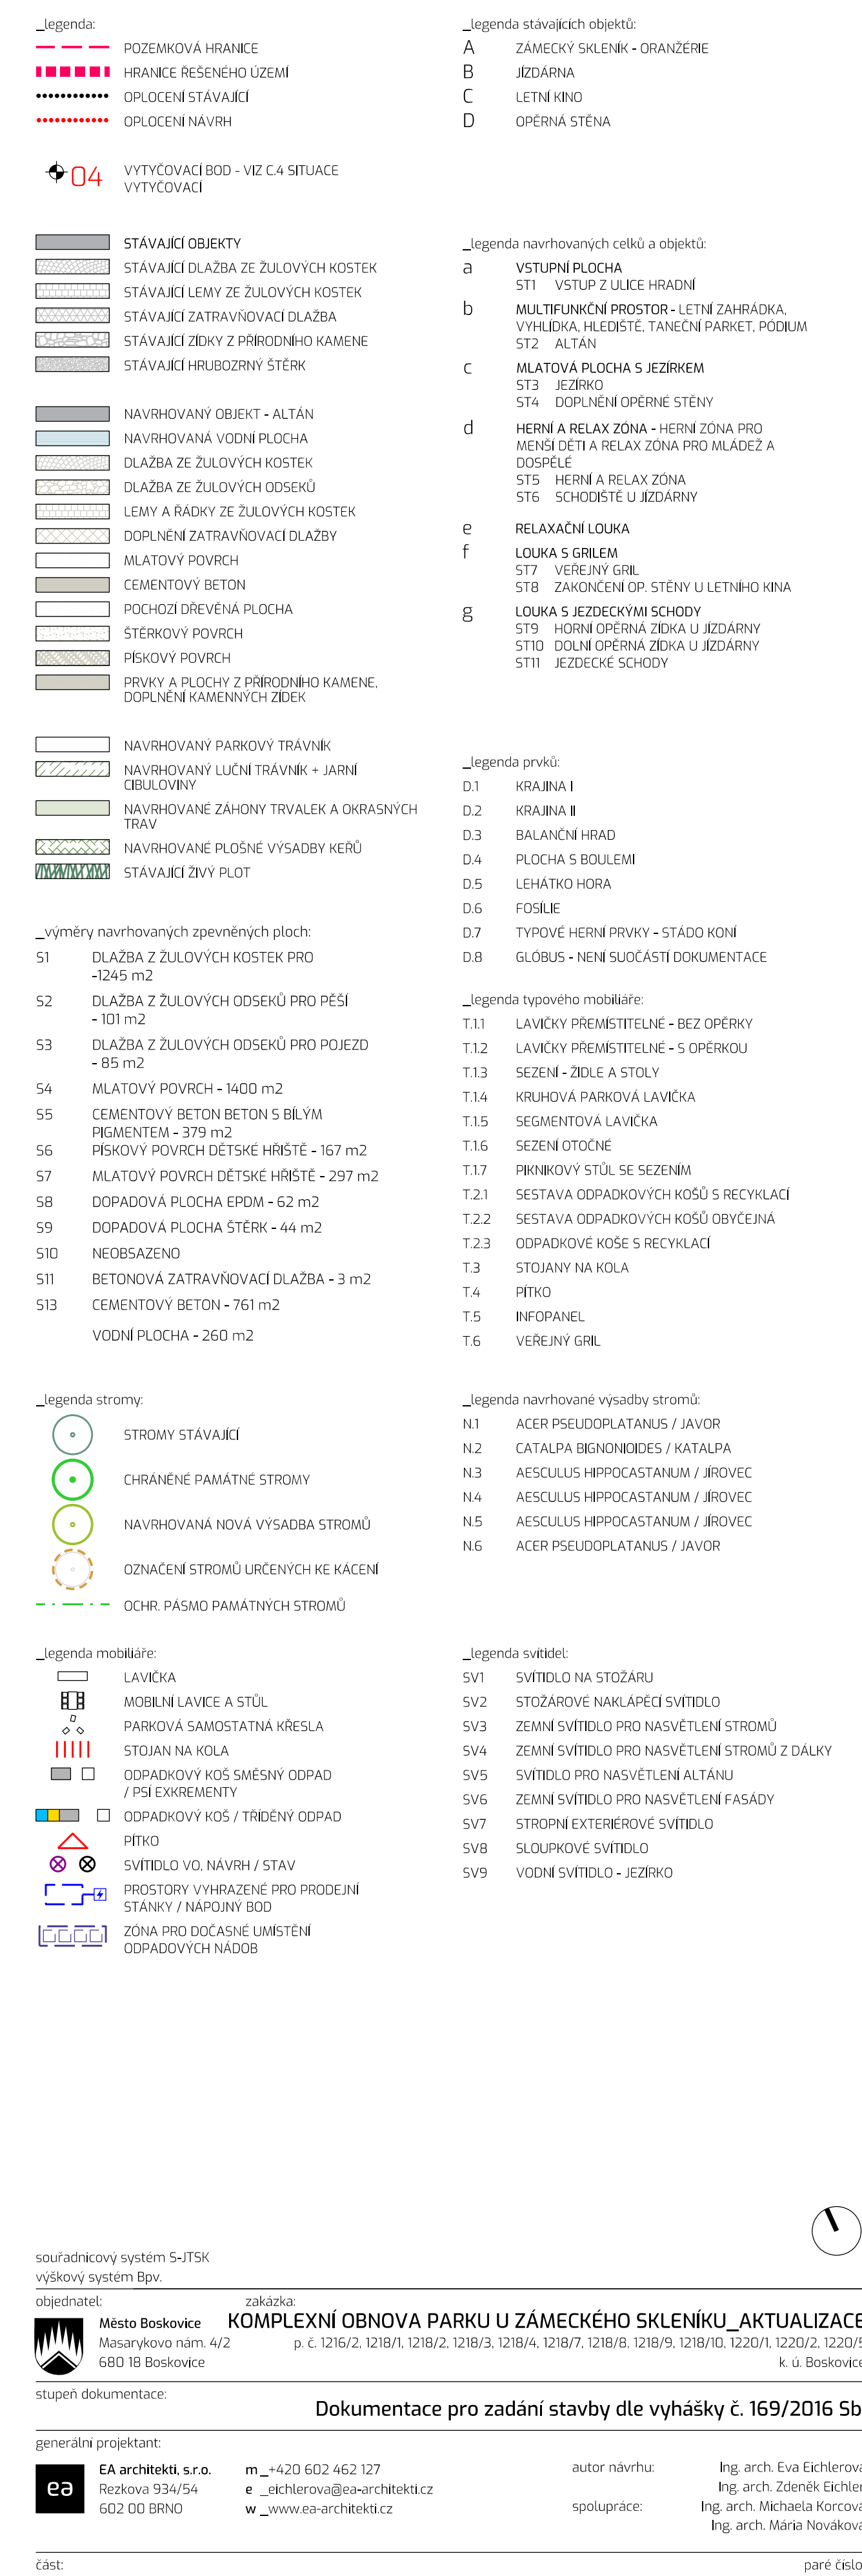 _legenda:
POZEMKOVÁ HRANICE
HRANICE ŘEŠENÉHO ÚZEMÍ
OPLOCENÍ STÁVAJÍCÍ
OPLOCENÍ NÁVRH
04
VYTYČOVACÍ BOD - VIZ C.4 SITUACE
VYTYČOVACÍ
STÁVAJÍCÍ OBJEKTY
STÁVAJÍCÍ DLAŽBA ZE ŽULOVÝCH KOSTEK
STÁVAJÍCÍ LEMY ZE ŽULOVÝCH KOSTEK
STÁVAJÍCÍ ZATRAVŇOVACÍ DLAŽBA
STÁVAJÍCÍ ZÍDKY Z PŘÍRODNÍHO KAMENE
STÁVAJÍCÍ HRUBOZRNÝ ŠTĚRK
NAVRHOVANÝ OBJEKT - ALTÁN
NAVRHOVANÁ VODNÍ PLOCHA
DLAŽBA ZE ŽULOVÝCH KOSTEK
DLAŽBA ZE ŽULOVÝCH ODSEKŮ
LEMY A ŘÁDKY ZE ŽULOVÝCH KOSTEK
DOPLNĚNÍ ZATRAVŇOVACÍ DLAŽBY
MLATOVÝ POVRCH
CEMENTOVÝ BETON
POCHOZÍ DŘEVĚNÁ PLOCHA
ŠTĚRKOVÝ POVRCH
PÍSKOVÝ POVRCH
PRVKY A PLOCHY Z PŘÍRODNÍHO KAMENE,
DOPLNĚNÍ KAMENNÝCH ZÍDEK
NAVRHOVANÝ PARKOVÝ TRÁVNÍK
NAVRHOVANÝ LUČNÍ TRÁVNÍK + JARNÍ
CIBULOVINY
NAVRHOVANÉ ZÁHONY TRVALEK A OKRASNÝCH
TRAV
NAVRHOVANÉ PLOŠNÉ VÝSADBY KEŘŮ
STÁVAJÍCÍ ŽIVÝ PLOT
_výměry navrhovaných zpevněných ploch:
S1 DLAŽBA Z ŽULOVÝCH KOSTEK PRO
-1245 m2
S2 DLAŽBA Z ŽULOVÝCH ODSEKŮ PRO PĚŠÍ
- 101 m2
S3 DLAŽBA Z ŽULOVÝCH ODSEKŮ PRO POJEZD
- 85 m2
S4 MLATOVÝ POVRCH - 1400 m2
S5 CEMENTOVÝ BETON BETON S BÍLÝM
PIGMENTEM - 379 m2
S6 PÍSKOVÝ POVRCH DĚTSKÉ HŘIŠTĚ - 167 m2
S7 MLATOVÝ POVRCH DĚTSKÉ HŘIŠTĚ - 297 m2
S8 DOPADOVÁ PLOCHA EPDM - 62 m2
S9 DOPADOVÁ PLOCHA ŠTĚRK - 44 m2
S10 NEOBSAZENO
S11 BETONOVÁ ZATRAVŇOVACÍ DLAŽBA - 3 m2
S13 CEMENTOVÝ BETON - 761 m2
VODNÍ PLOCHA - 260 m2
_legenda stromy:
STROMY STÁVAJÍCÍ
CHRÁNĚNÉ PAMÁTNÉ STROMY
NAVRHOVANÁ NOVÁ VÝSADBA STROMŮ
OZNAČENÍ STROMŮ URČENÝCH KE KÁCENÍ
OCHR. PÁSMO PAMÁTNÝCH STROMŮ
_legenda mobiliáře:
LAVIČKA
MOBILNÍ LAVICE A STŮL
PARKOVÁ SAMOSTATNÁ KŘESLA
STOJAN NA KOLA
ODPADKOVÝ KOŠ SMĚSNÝ ODPAD
/ PSÍ EXKREMENTY
ODPADKOVÝ KOŠ / TŘÍDĚNÝ ODPAD
PÍTKO
SVÍTIDLO VO, NÁVRH / STAV
PROSTORY VYHRAZENÉ PRO PRODEJNÍ
STÁNKY / NÁPOJNÝ BOD
ZÓNA PRO DOČASNÉ UMÍSTĚNÍ
ODPADOVÝCH NÁDOB
_legenda stávajících objektů:
A ZÁMECKÝ SKLENÍK - ORANŽÉRIE
B JÍZDÁRNA
C LETNÍ KINO
D OPĚRNÁ STĚNA
_legenda navrhovaných celků a objektů:
a VSTUPNÍ PLOCHA
ST1 VSTUP Z ULICE HRADNÍ
b MULTIFUNKČNÍ PROSTOR - LETNÍ ZAHRÁDKA,
VYHLÍDKA, HLEDIŠTĚ, TANEČNÍ PARKET, PÓDIUM
ST2 ALTÁN
c MLATOVÁ PLOCHA S JEZÍRKEM
ST3 JEZÍRKO
ST4 DOPLNĚNÍ OPĚRNÉ STĚNY
d HERNÍ A RELAX ZÓNA - HERNÍ ZÓNA PRO
MENŠÍ DĚTI A RELAX ZÓNA PRO MLÁDEŽ A
DOSPĚLÉ
ST5 HERNÍ A RELAX ZÓNA
ST6 SCHODIŠTĚ U JÍZDÁRNY
e RELAXAČNÍ LOUKA
f LOUKA S GRILEM
ST7 VEŘEJNÝ GRIL
ST8 ZAKONČENÍ OP. STĚNY U LETNÍHO KINA
g LOUKA S JEZDECKÝMI SCHODY
ST9 HORNÍ OPĚRNÁ ZÍDKA U JÍZDÁRNY
ST10 DOLNÍ OPĚRNÁ ZÍDKA U JÍZDÁRNY
ST11 JEZDECKÉ SCHODY
_legenda prvků:
D.1 KRAJINA I
D.2 KRAJINA II
D.3 BALANČNÍ HRAD
D.4 PLOCHA S BOULEMI
D.5 LEHÁTKO HORA
D.6 FOSÍLIE
D.7 TYPOVÉ HERNÍ PRVKY - STÁDO KONÍ
D.8 GLÓBUS - NENÍ SUOČÁSTÍ DOKUMENTACE
_legenda typového mobiliáře:
T.1.1 LAVIČKY PŘEMÍSTITELNÉ - BEZ OPĚRKY
T.1.2 LAVIČKY PŘEMÍSTITELNÉ - S OPĚRKOU
T.1.3 SEZENÍ - ŽIDLE A STOLY
T.1.4 KRUHOVÁ PARKOVÁ LAVIČKA
T.1.5 SEGMENTOVÁ LAVIČKA
T.1.6 SEZENÍ OTOČNÉ
T.1.7 PIKNIKOVÝ STŮL SE SEZENÍM
T.2.1 SESTAVA ODPADKOVÝCH KOŠŮ S RECYKLACÍ
T.2.2 SESTAVA ODPADKOVÝCH KOŠŮ OBYČEJNÁ
T.2.3 ODPADKOVÉ KOŠE S RECYKLACÍ
T.3 STOJANY NA KOLA
T.4 PÍTKO
T.5 INFOPANEL
T.6 VEŘEJNÝ GRIL
_legenda navrhované výsadby stromů:
N.1 ACER PSEUDOPLATANUS / JAVOR
N.2 CATALPA BIGNONIOIDES / KATALPA
N.3 AESCULUS HIPPOCASTANUM / JÍROVEC
N.4 AESCULUS HIPPOCASTANUM / JÍROVEC
N.5 AESCULUS HIPPOCASTANUM / JÍROVEC
N.6 ACER PSEUDOPLATANUS / JAVOR
_legenda svítidel:
SV1 SVÍTIDLO NA STOŽÁRU
SV2 STOŽÁROVÉ NAKLÁPĚCÍ SVÍTIDLO
SV3 ZEMNÍ SVÍTIDLO PRO NASVĚTLENÍ STROMŮ
SV4 ZEMNÍ SVÍTIDLO PRO NASVĚTLENÍ STROMŮ Z DÁLKY
SV5 SVÍTIDLO PRO NASVĚTLENÍ ALTÁNU
SV6 ZEMNÍ SVÍTIDLO PRO NASVĚTLENÍ FASÁDY
SV7 STROPNÍ EXTERIÉROVÉ SVÍTIDLO
SV8 SLOUPKOVÉ SVÍTIDLO
SV9 VODNÍ SVÍTIDLO - JEZÍRKO
souřadnicový systém S-JTSK
výškový systém Bpv.
objednatel: zakázka:
Město Boskovice KOMPLEXNÍ OBNOVA PARKU U ZÁMECKÉHO SKLENÍKU_AKTUALIZACE
Masarykovo nám. 4/2 p. č. 1216/2, 1218/1, 1218/2, 1218/3, 1218/4, 1218/7, 1218/8, 1218/9, 1218/10, 1220/1, 1220/2, 1220/5
680 18 Boskovice k. ú. Boskovice
stupeň dokumentace:
Dokumentace pro zadání stavby dle vyhášky č. 169/2016 Sb
generální projektant:
ea
EA architekti, s.r.o. m _+420 602 462 127
Rezkova 934/54 e _eichlerova@ea-architekti.cz
602 00 BRNO w _www.ea-architekti.cz
autor návrhu: Ing. arch. Eva Eichlerová
Ing. arch. Zdeněk Eichler
spolupráce: Ing. arch. Michaela Korcová
Ing. arch. Mária Nováková
část: paré číslo